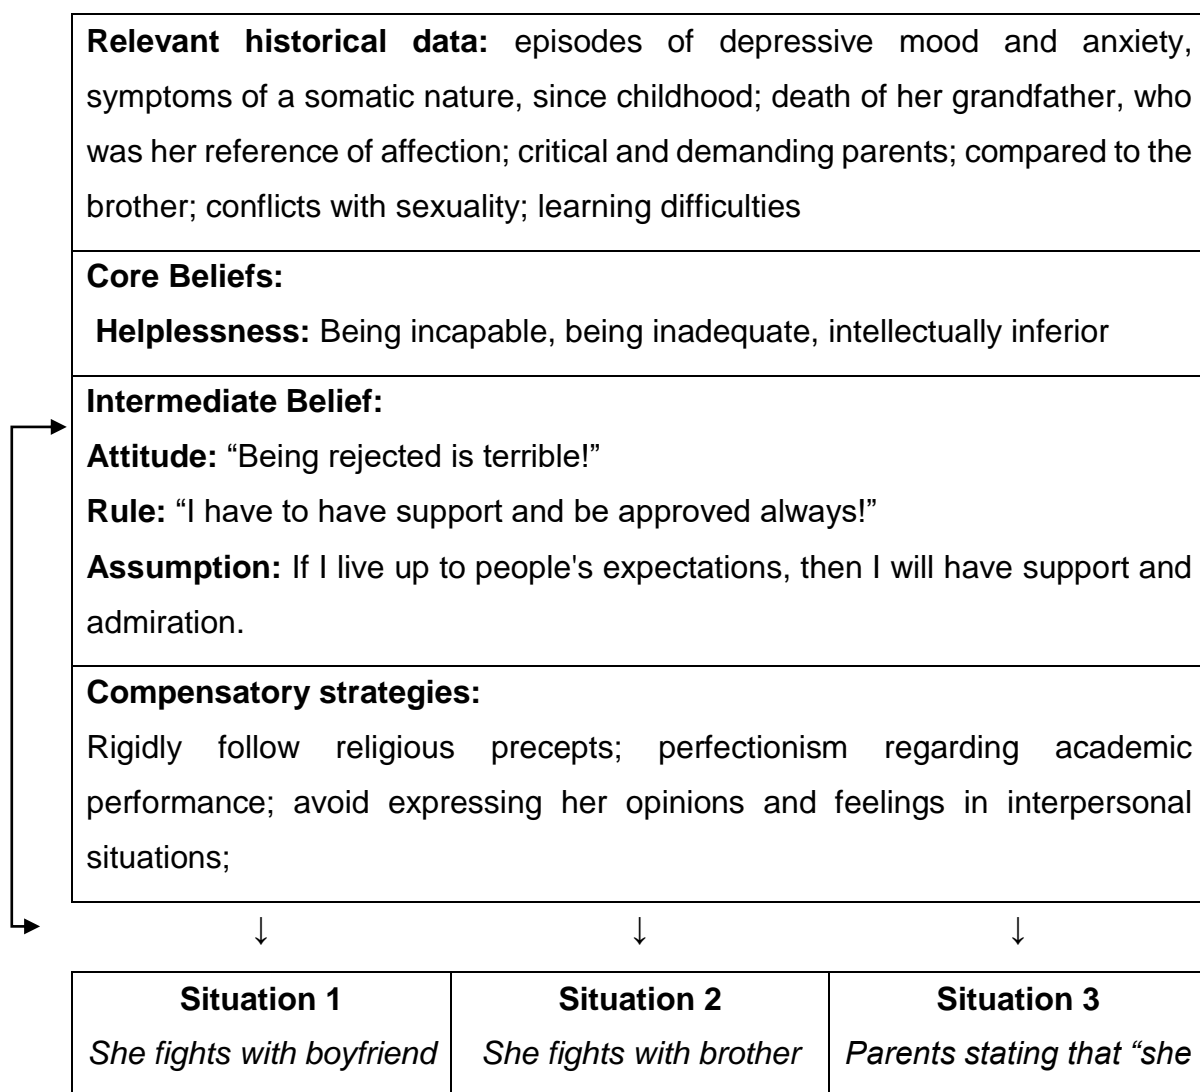 Relevant historical data: episodes of depressive mood and anxiety,
symptoms of a somatic nature, since childhood; death of her grandfather, who
was her reference of affection; critical and demanding parents; compared to the
brother; conflicts with sexuality; learning difficulties
Core Beliefs:
Helplessness: Being incapable, being inadequate, intellectually inferior
Intermediate Belief:
Attitude: “Being rejected is terrible!”
Rule: “I have to have support and be approved always!”
Assumption: If I live up to people's expectations, then I will have support and
admiration.
Compensatory strategies:
Rigidly follow religious precepts; perfectionism regarding academic
performance; avoid expressing her opinions and feelings in interpersonal
situations;
↓ ↓ ↓
Situation 1 Situation 2 Situation 3
She fights with boyfriend She fights with brother Parents stating that “she